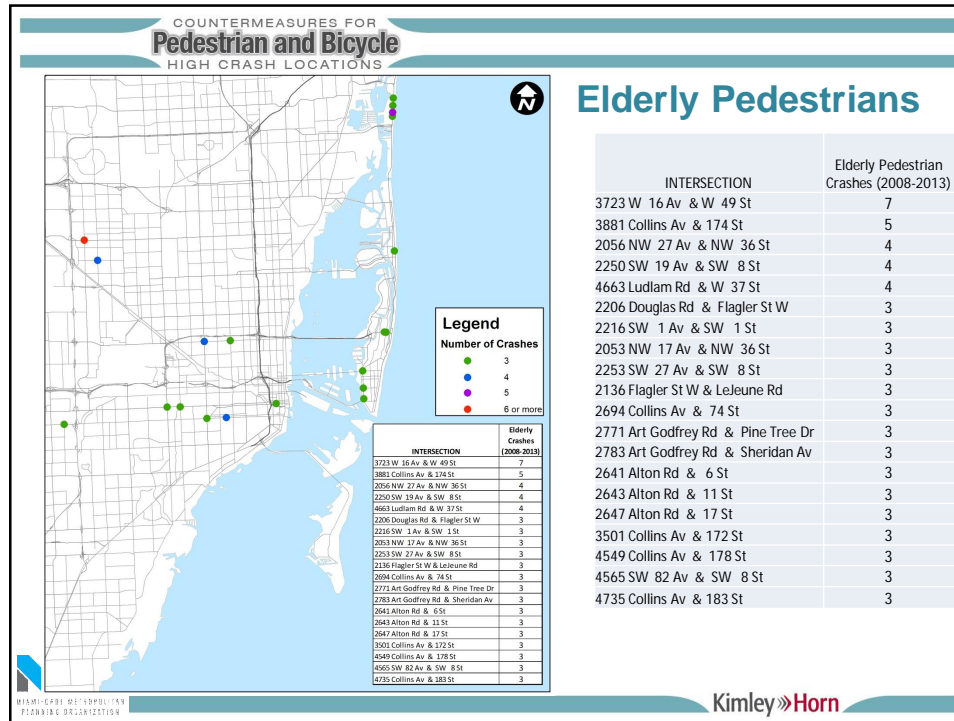 COUNTERMEASURES FOR
Pedestrian and Bicycle
HIGH CRASH LOCATIONS
N
Legend
Number of Crashes
3
4
5
6 or more
INTERSECTION Elderly Crashes (2008-2013)
3723 W 16 Av & W 49 St 7
3881 Collins Av & 174 St 5
2056 NW 27 Av & NW 36 St 4
2250 SW 19 Av & SW 8 St 4
4663 Ludlam Rd & W 37 St 4
2206 Douglas Rd & Flagler St W 3
2216 SW 1 Av & SW 1 St 3
2053 NW 17 Av & NW 36 St 3
2253 SW 27 Av & SW 8 St 3
2136 Flagler St W & LeJeune Rd 3
2694 Collins Av & 74 St 3
2771 Art Godfrey Rd & Pine Tree Dr 3
2783 Art Godfrey Rd & Sheridan Av 3
2641 Alton Rd & 6 St 3
2643 Alton Rd & 11 St 3
2647 Alton Rd & 17 St 3
3501 Collins Av & 172 St 3
4549 Collins Av & 178 St 3
4565 SW 82 Av & SW 8 St 3
4735 Collins Av & 183 St 3
Elderly Pedestrians
Elderly Pedestrian
INTERSECTION Crashes (2008-2013)
3723 W 16 Av & W 49 St 7
3881 Collins Av & 174 St 5
2056 NW 27 Av & NW 36 St 4
2250 SW 19 Av & SW 8 St 4
4663 Ludlam Rd & W 37 St 4
2206 Douglas Rd & Flagler St W 3
2216 SW 1 Av & SW 1 St 3
2053 NW 17 Av & NW 36 St 3
2253 SW 27 Av & SW 8 St 3
2136 Flagler St W & LeJeune Rd 3
2694 Collins Av & 74 St 3
2771 Art Godfrey Rd & Pine Tree Dr 3
2783 Art Godfrey Rd & Sheridan Av 3
2641 Alton Rd & 6 St 3
2643 Alton Rd & 11 St 3
2647 Alton Rd & 17 St 3
3501 Collins Av & 172 St 3
4549 Collins Av & 178 St 3
4565 SW 82 Av & SW 8 St 3
4735 Collins Av & 183 St 3
MIAMI-DADE METROPOLITAN
PLANNING ORGANIZATION
Kimley»Horn